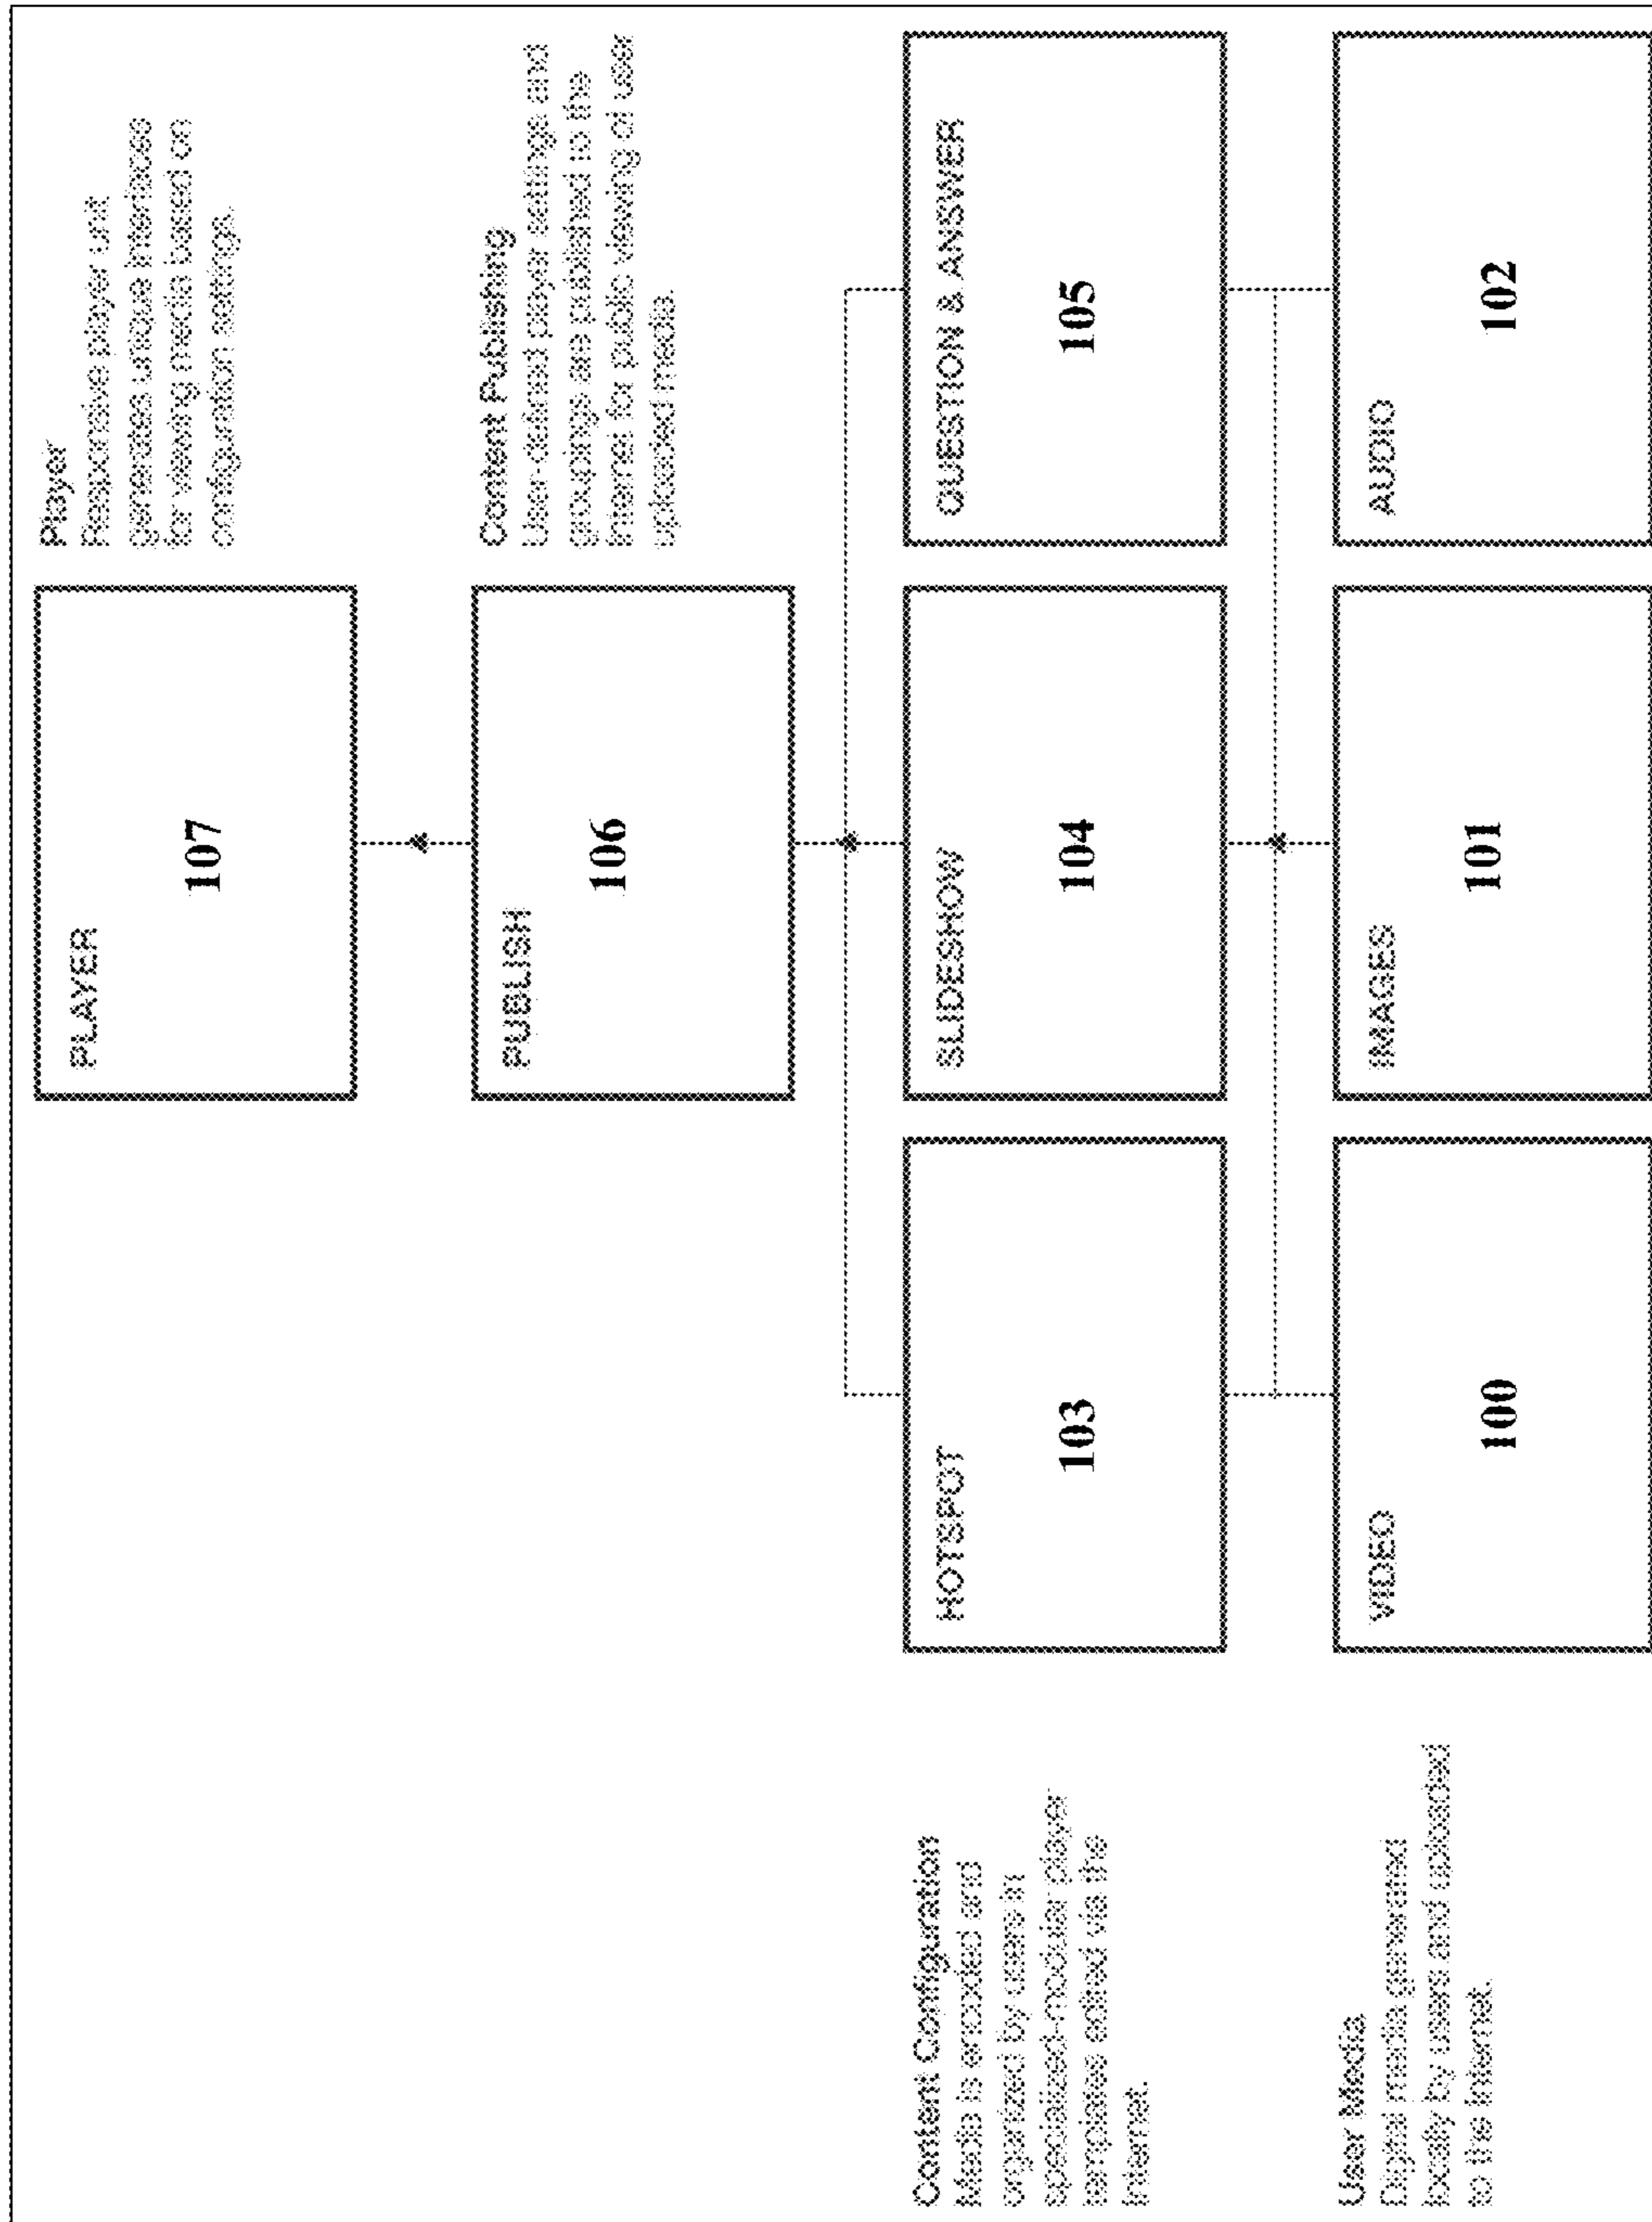 PLAYER
107
Player
Responsive player unit
generates unique interfaces
for viewing media based on
configuration settings.
PUBLISH
106
Content Publishing
User-defined player settings and
groupings are published to the
Internet for public viewing of user
uploaded media.
Content Configuration
Media is encoded and
organized by users in
specialized-modular player
templates edited via the
Internet.
HOTSPOT
103
SLIDESHOW
104
QUESTION & ANSWER
105
User Media
Digital media generated
locally by users and uploaded
to the Internet.
VIDEO
100
IMAGES
101
AUDIO
102